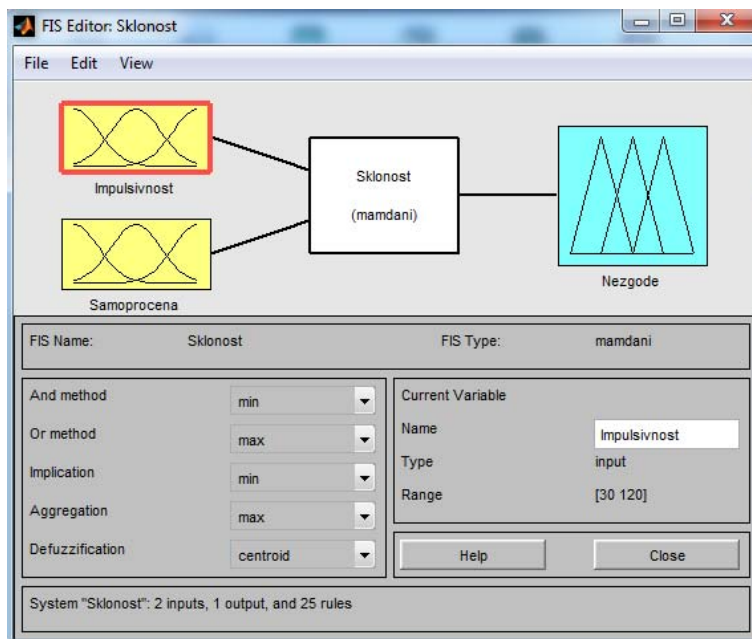 FIS Editor: Sklonost
File Edit View
Impulsivnost
Sklonost
(mamdani)
Samoprocena
Nezgode
FIS Name: Sklonost FIS Type: mamdani
And method min
Or method max
Implication min
Aggregation max
Defuzzification centroid
Current Variable
Name Impulsivnost
Type input
Range [30 120]
Help Close
System "Sklonost": 2 inputs, 1 output, and 25 rules